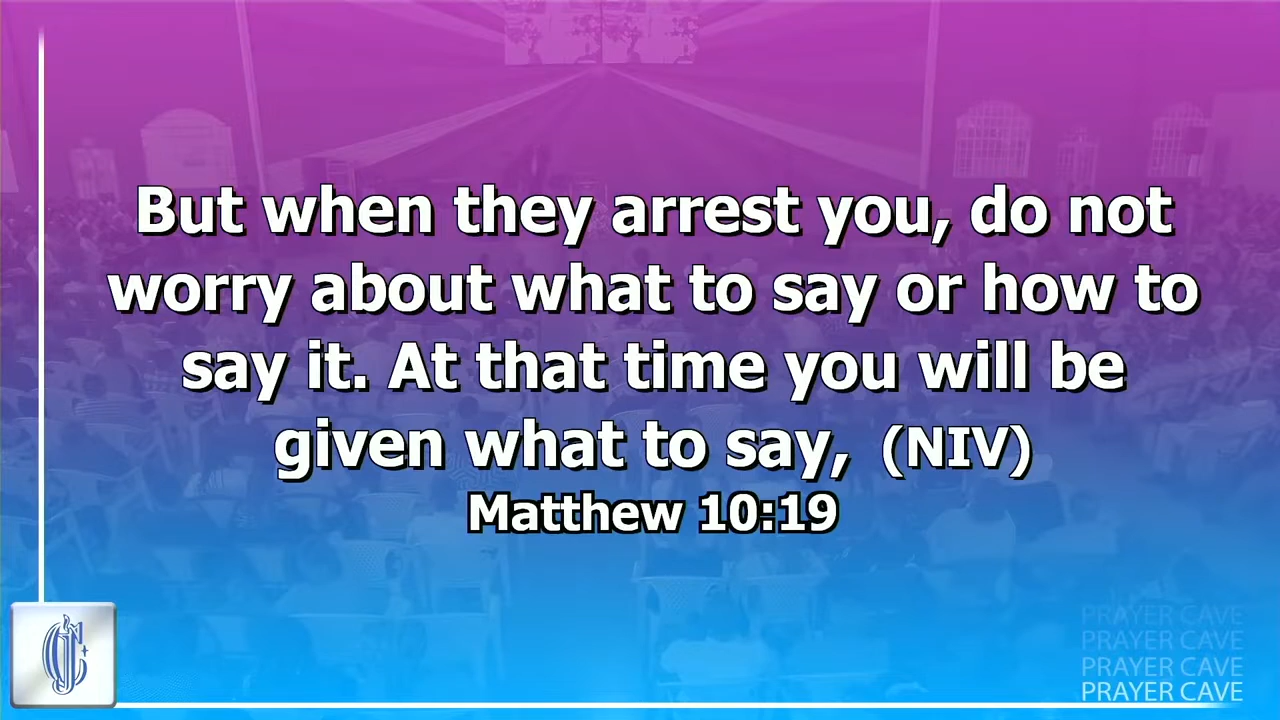 But when they arrest you, do not
worry about what to say or how to
say it. At that time you will be
given what to say, (NIV)
Matthew 10:19
PRAYER CAVE
PRAYER CAVE
PRAYER CAVE
PRAYER CAVE